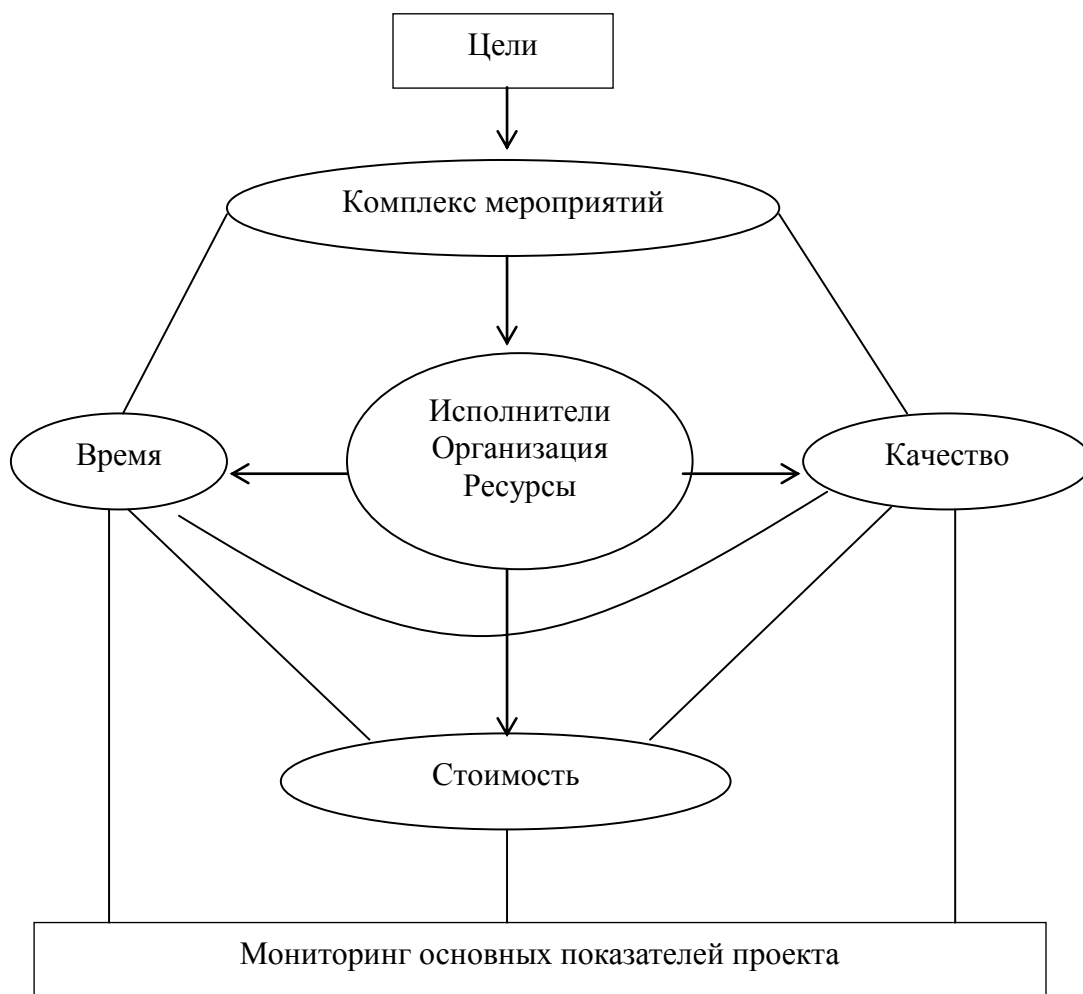 Цели
Комплекс мероприятий
Исполнители
Организация
Ресурсы
Время
Качество
Стоимость
Мониторинг основных показателей проекта